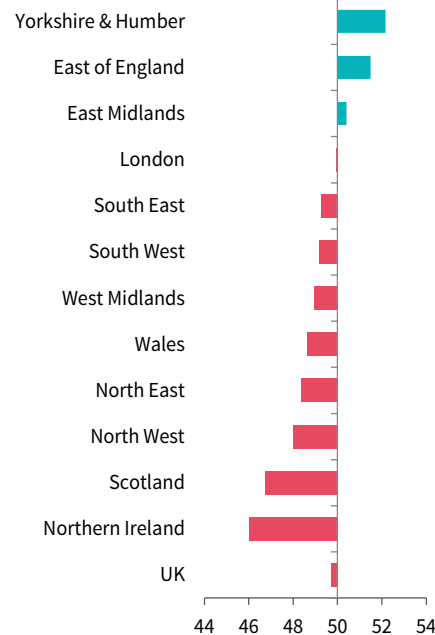 Yorkshire & Humber
East of England
East Midlands
London
South East
South West
West Midlands
Wales
North East
North West
Scotland
Northern Ireland
UK
44 46 48 50 52 54